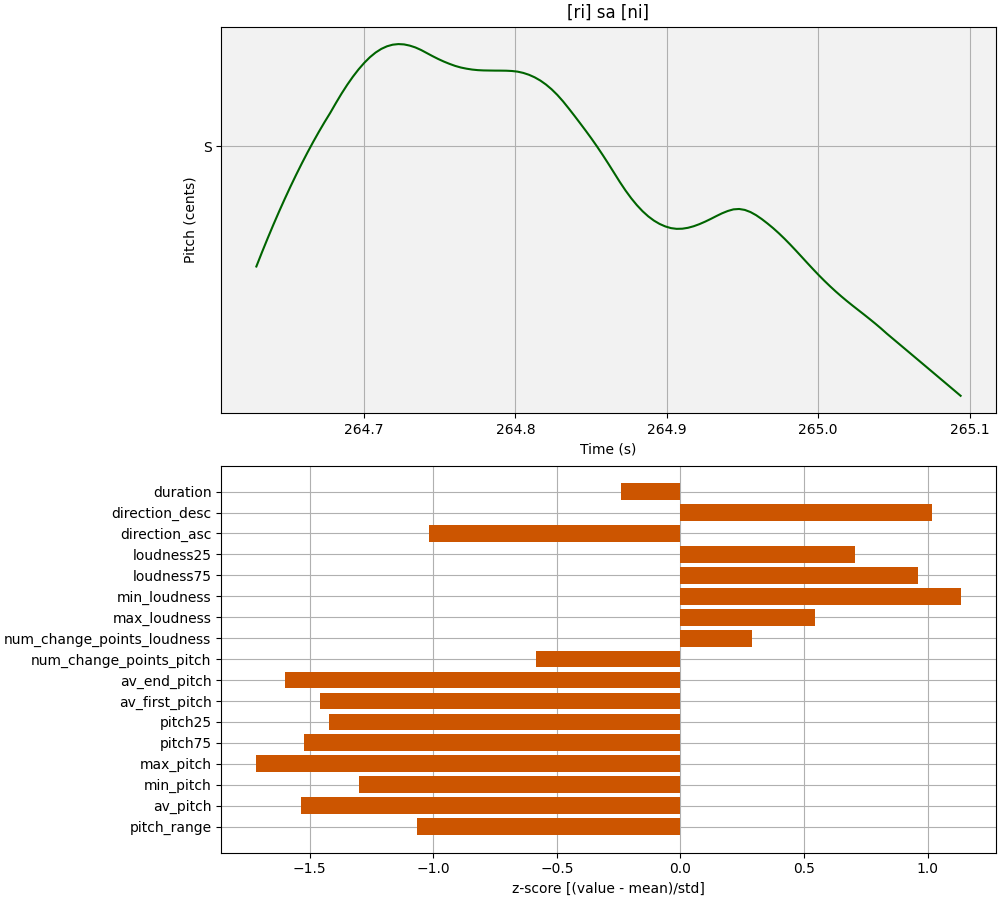 [ri] sa [ni]
S
Pitch (cents)
264.7 264.8 264.9 265.0 265.1
Time (s)
duration
direction_desc
direction_asc
loudness25
loudness75
min_loudness
max_loudness
num_change_points_loudness
num_change_points_pitch
av_end_pitch
av_first_pitch
pitch25
pitch75
max_pitch
min_pitch
av_pitch
pitch_range
−1.5 −1.0 −0.5 0.0 0.5 1.0
z-score [(value - mean)/std]